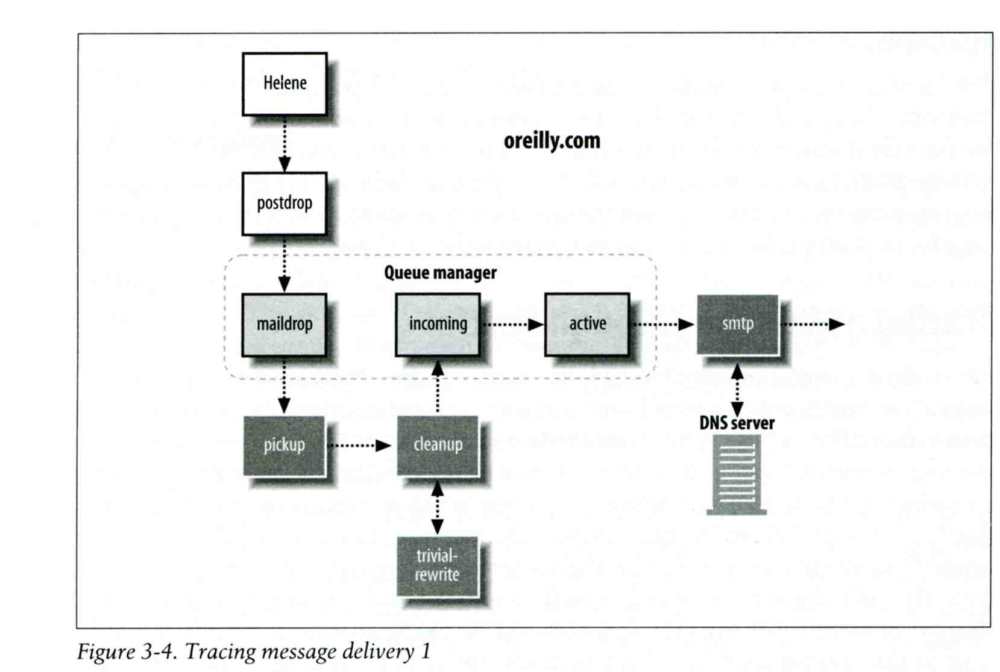 Helene
oreilly.com
postdrop
Queue manager
maildrop
incoming
active
smtp
pickup
cleanup
DNS server
trivial-
rewrite
Figure 3-4. Tracing message delivery 1